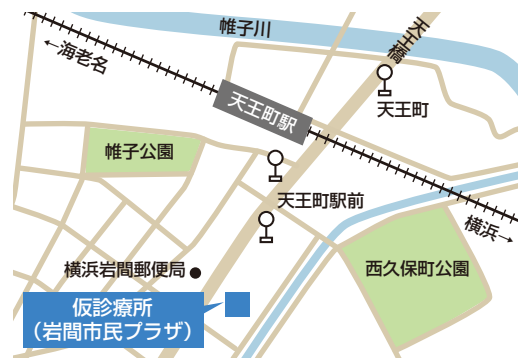 帷子川
天王橋
←海老名
天王町駅
天王町
帷子公園
天王町駅前
横浜→
横浜岩間郵便局
西久保町公園
仮診療所
（岩間市民プラザ）